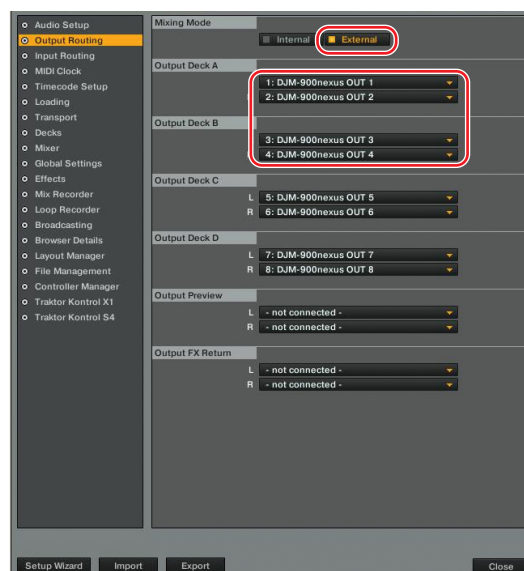 Audio Setup
Output Routing
Input Routing
MIDI Clock
Timecode Setup
Loading
Transport
Decks
Mixer
Global Settings
Effects
Mix Recorder
Loop Recorder
Broadcasting
Browser Details
Layout Manager
File Management
Controller Manager
Traktor Kontrol X1
Traktor Kontrol S4
Mixing Mode
Internal External
Output Deck A
1: DJM-900nexus OUT 1
2: DJM-900nexus OUT 2
Output Deck B
3: DJM-900nexus OUT 3
4: DJM-900nexus OUT 4
Output Deck C
L 5: DJM-900nexus OUT 5
R 6: DJM-900nexus OUT 6
Output Deck D
L 7: DJM-900nexus OUT 7
R 8: DJM-900nexus OUT 8
Output Preview
L - not connected -
R - not connected -
Output FX Return
L - not connected -
R - not connected -
Setup Wizard Import Export Close